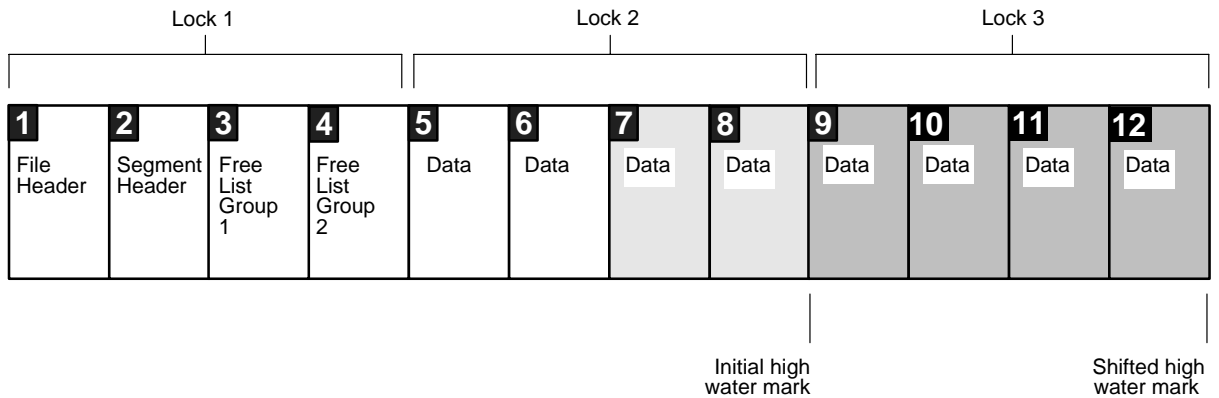 Lock 1
Lock 2
Lock 3
1
2
3
4
5
6
7
8
9
10
11
12
File
Header
Segment
Header
Free
List
Group
1
Free
List
Group
2
Data
Data
Data
Data
Data
Data
Data
Data
Initial high
water mark
Shifted high
water mark